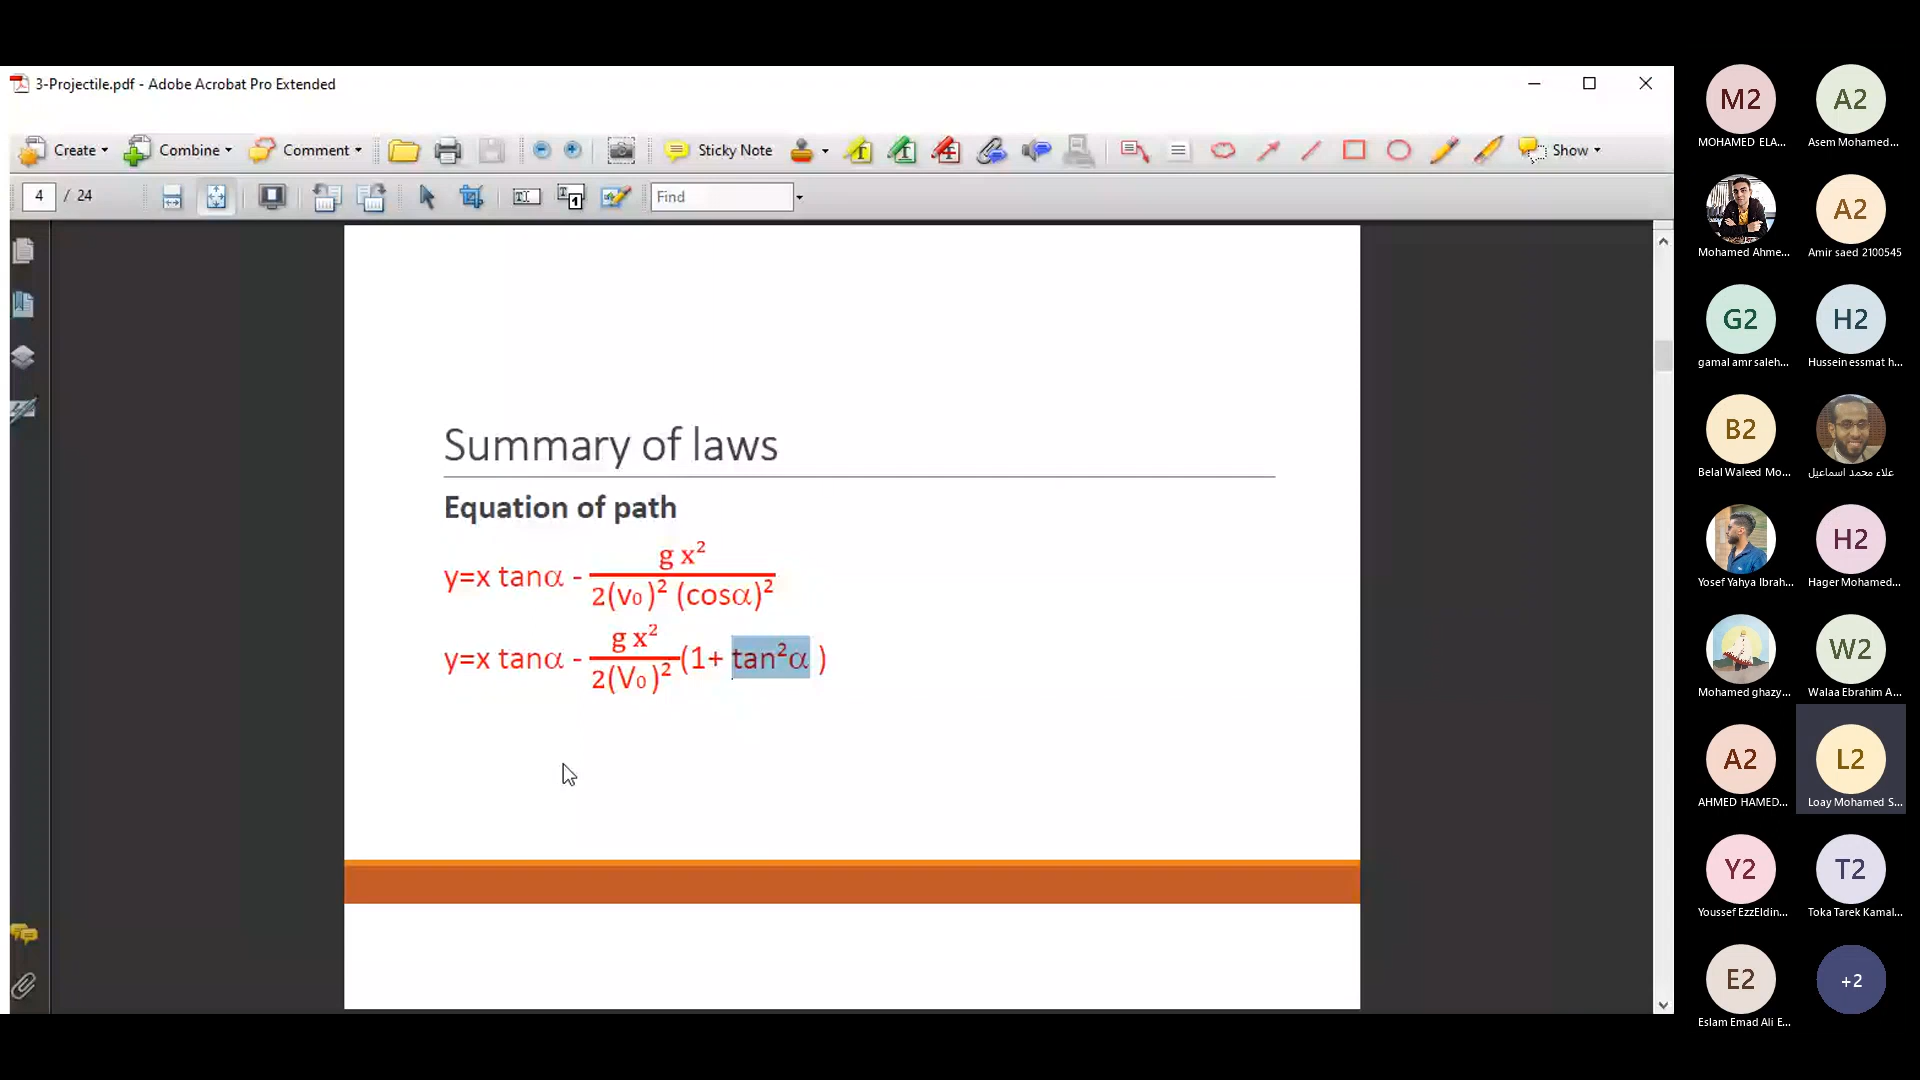 3-Projectile.pdf - Adobe Acrobat Pro Extended
Create Combine Comment Sticky Note Show
4 / 24 Find
Summary of laws
Equation of path
y=x tanα - g x² / 2(v₀)² (cosα)²
y=x tanα - g x² / 2(V₀)² (1+ tan²α )
M2 A2
MOHAMED ELA... Asem Mohamed...
A2
Mohamed Ahme... Amir saed 2100545
G2 H2
gamal amr saleh... Hussein essmat h...
B2
Belal Waleed Mo... علاء محمد اسماعيل
H2
Yosef Yahya Ibrah... Hager Mohamed...
W2
Mohamed ghazy... Walaa Ebrahim A...
A2 L2
AHMED HAMED... Loay Mohamed S...
Y2 T2
Youssef EzzEldin... Toka Tarek Kamal...
E2 +2
Eslam Emad Ali E...